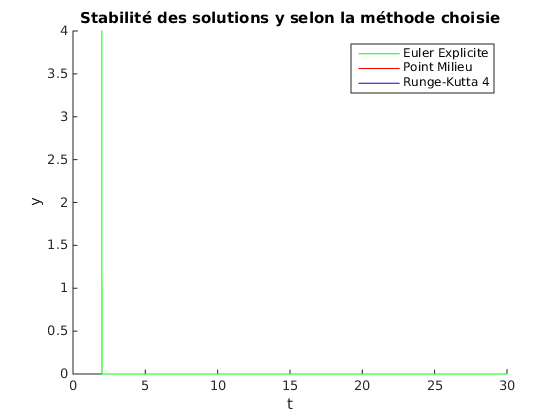 Stabilité des solutions y selon la méthode choisie
4
3.5
3
2.5
2
1.5
1
0.5
0
y
Euler Explicite
Point Milieu
Runge-Kutta 4
0 5 10 15 20 25 30
t